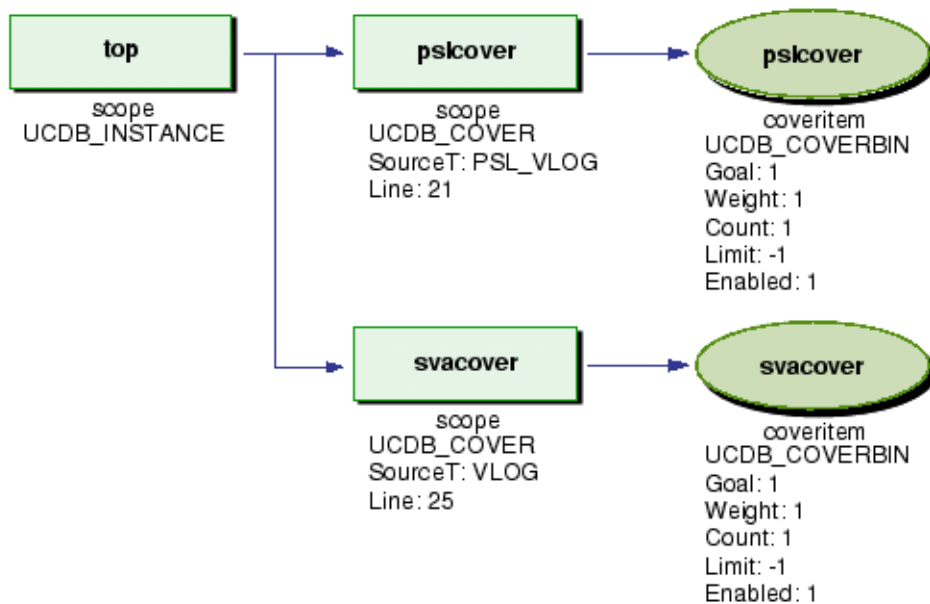 top
scope
UCDB_INSTANCE
pslcover
scope
UCDB_COVER
SourceT: PSL_VLOG
Line: 21
pslcover
coveritem
UCDB_COVERBIN
Goal: 1
Weight: 1
Count: 1
Limit: -1
Enabled: 1
svacover
scope
UCDB_COVER
SourceT: VLOG
Line: 25
svacover
coveritem
UCDB_COVERBIN
Goal: 1
Weight: 1
Count: 1
Limit: -1
Enabled: 1